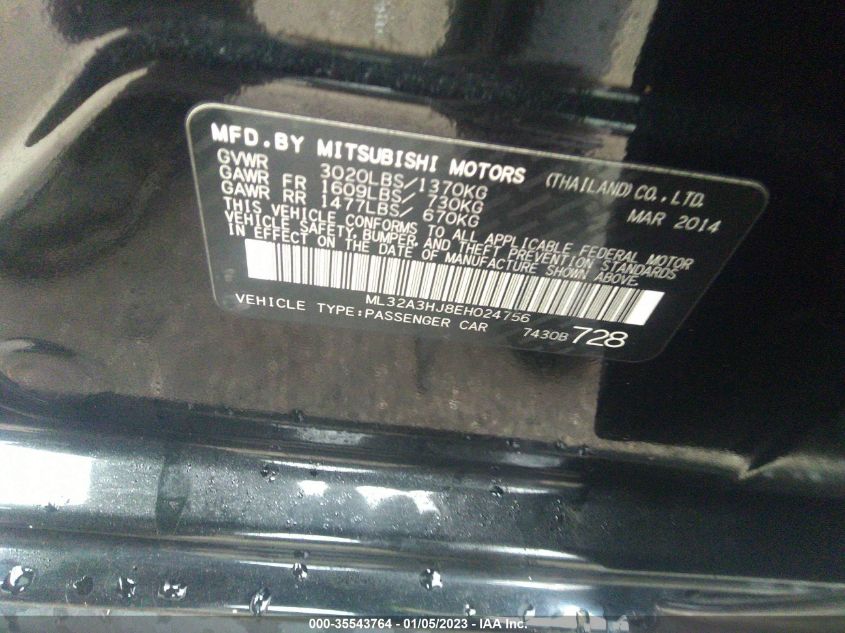 MFD.BY MITSUBISHI MOTORS (THAILAND) CO., LTD.
GVWR 3020LBS/1370KG MAR 2014
GAWR FR 1609LBS/ 730KG
GAWR RR 1477LBS/ 670KG
THIS VEHICLE CONFORMS TO ALL APPLICABLE FEDERAL MOTOR
VEHICLE SAFETY, BUMPER, AND THEFT PREVENTION STANDARDS
IN EFFECT ON THE DATE OF MANUFACTURE SHOWN ABOVE.
ML32A3HJ8EH024756
VEHICLE TYPE:PASSENGER CAR 7430B 728
000-35543764 - 01/05/2023 - IAA Inc.